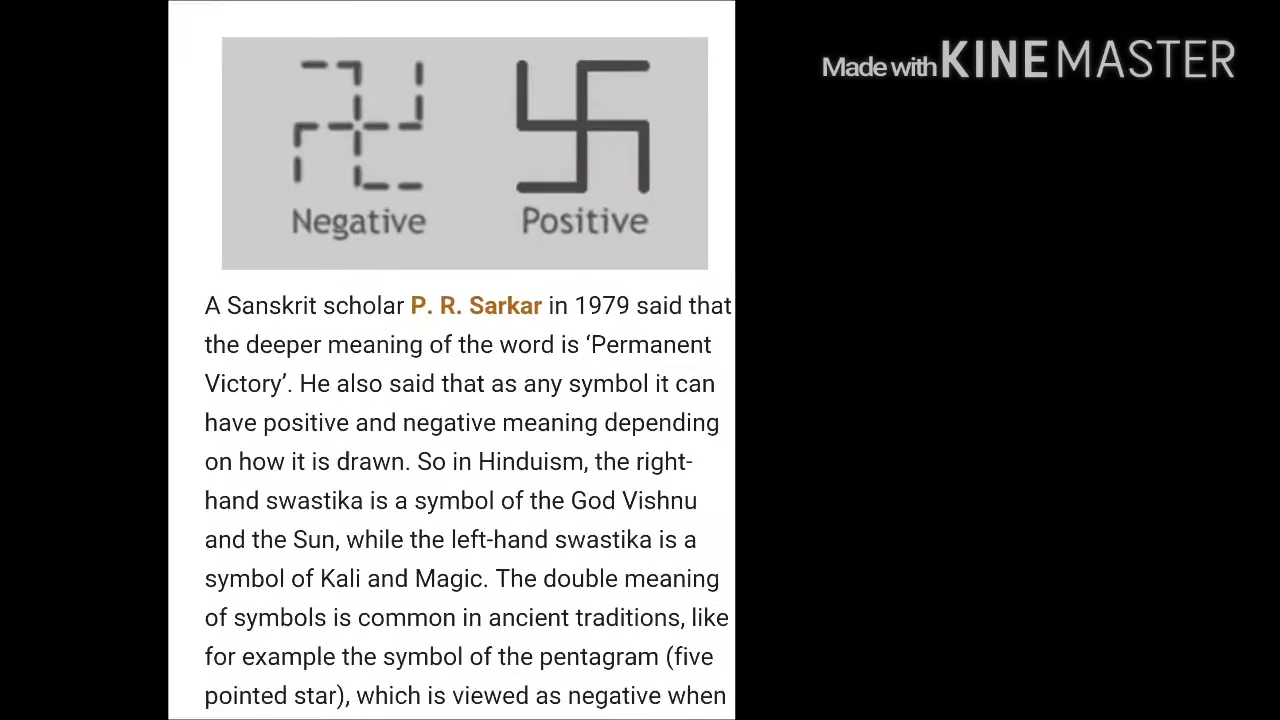 Made with KINEMASTER
Negative Positive
A Sanskrit scholar P. R. Sarkar in 1979 said that
the deeper meaning of the word is ‘Permanent
Victory’. He also said that as any symbol it can
have positive and negative meaning depending
on how it is drawn. So in Hinduism, the right-
hand swastika is a symbol of the God Vishnu
and the Sun, while the left-hand swastika is a
symbol of Kali and Magic. The double meaning
of symbols is common in ancient traditions, like
for example the symbol of the pentagram (five
pointed star), which is viewed as negative when